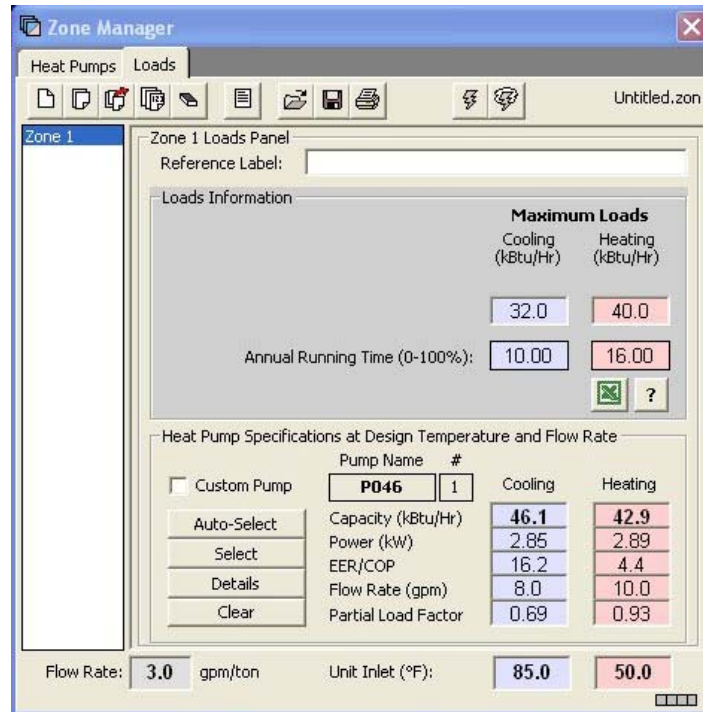 Zone Manager
Heat Pumps Loads
Untitled.zon
Zone 1
Zone 1 Loads Panel
Reference Label:
Loads Information
Maximum Loads
Cooling Heating
(kBtu/Hr) (kBtu/Hr)
32.0 40.0
Annual Running Time (0-100%): 10.00 16.00
?
Heat Pump Specifications at Design Temperature and Flow Rate
Pump Name #
Custom Pump P046 1 Cooling Heating
Auto-Select Capacity (kBtu/Hr) 46.1 42.9
Select Power (kW) 2.85 2.89
EER/COP 16.2 4.4
Details Flow Rate (gpm) 8.0 10.0
Clear Partial Load Factor 0.69 0.93
Flow Rate: 3.0 gpm/ton Unit Inlet (°F): 85.0 50.0